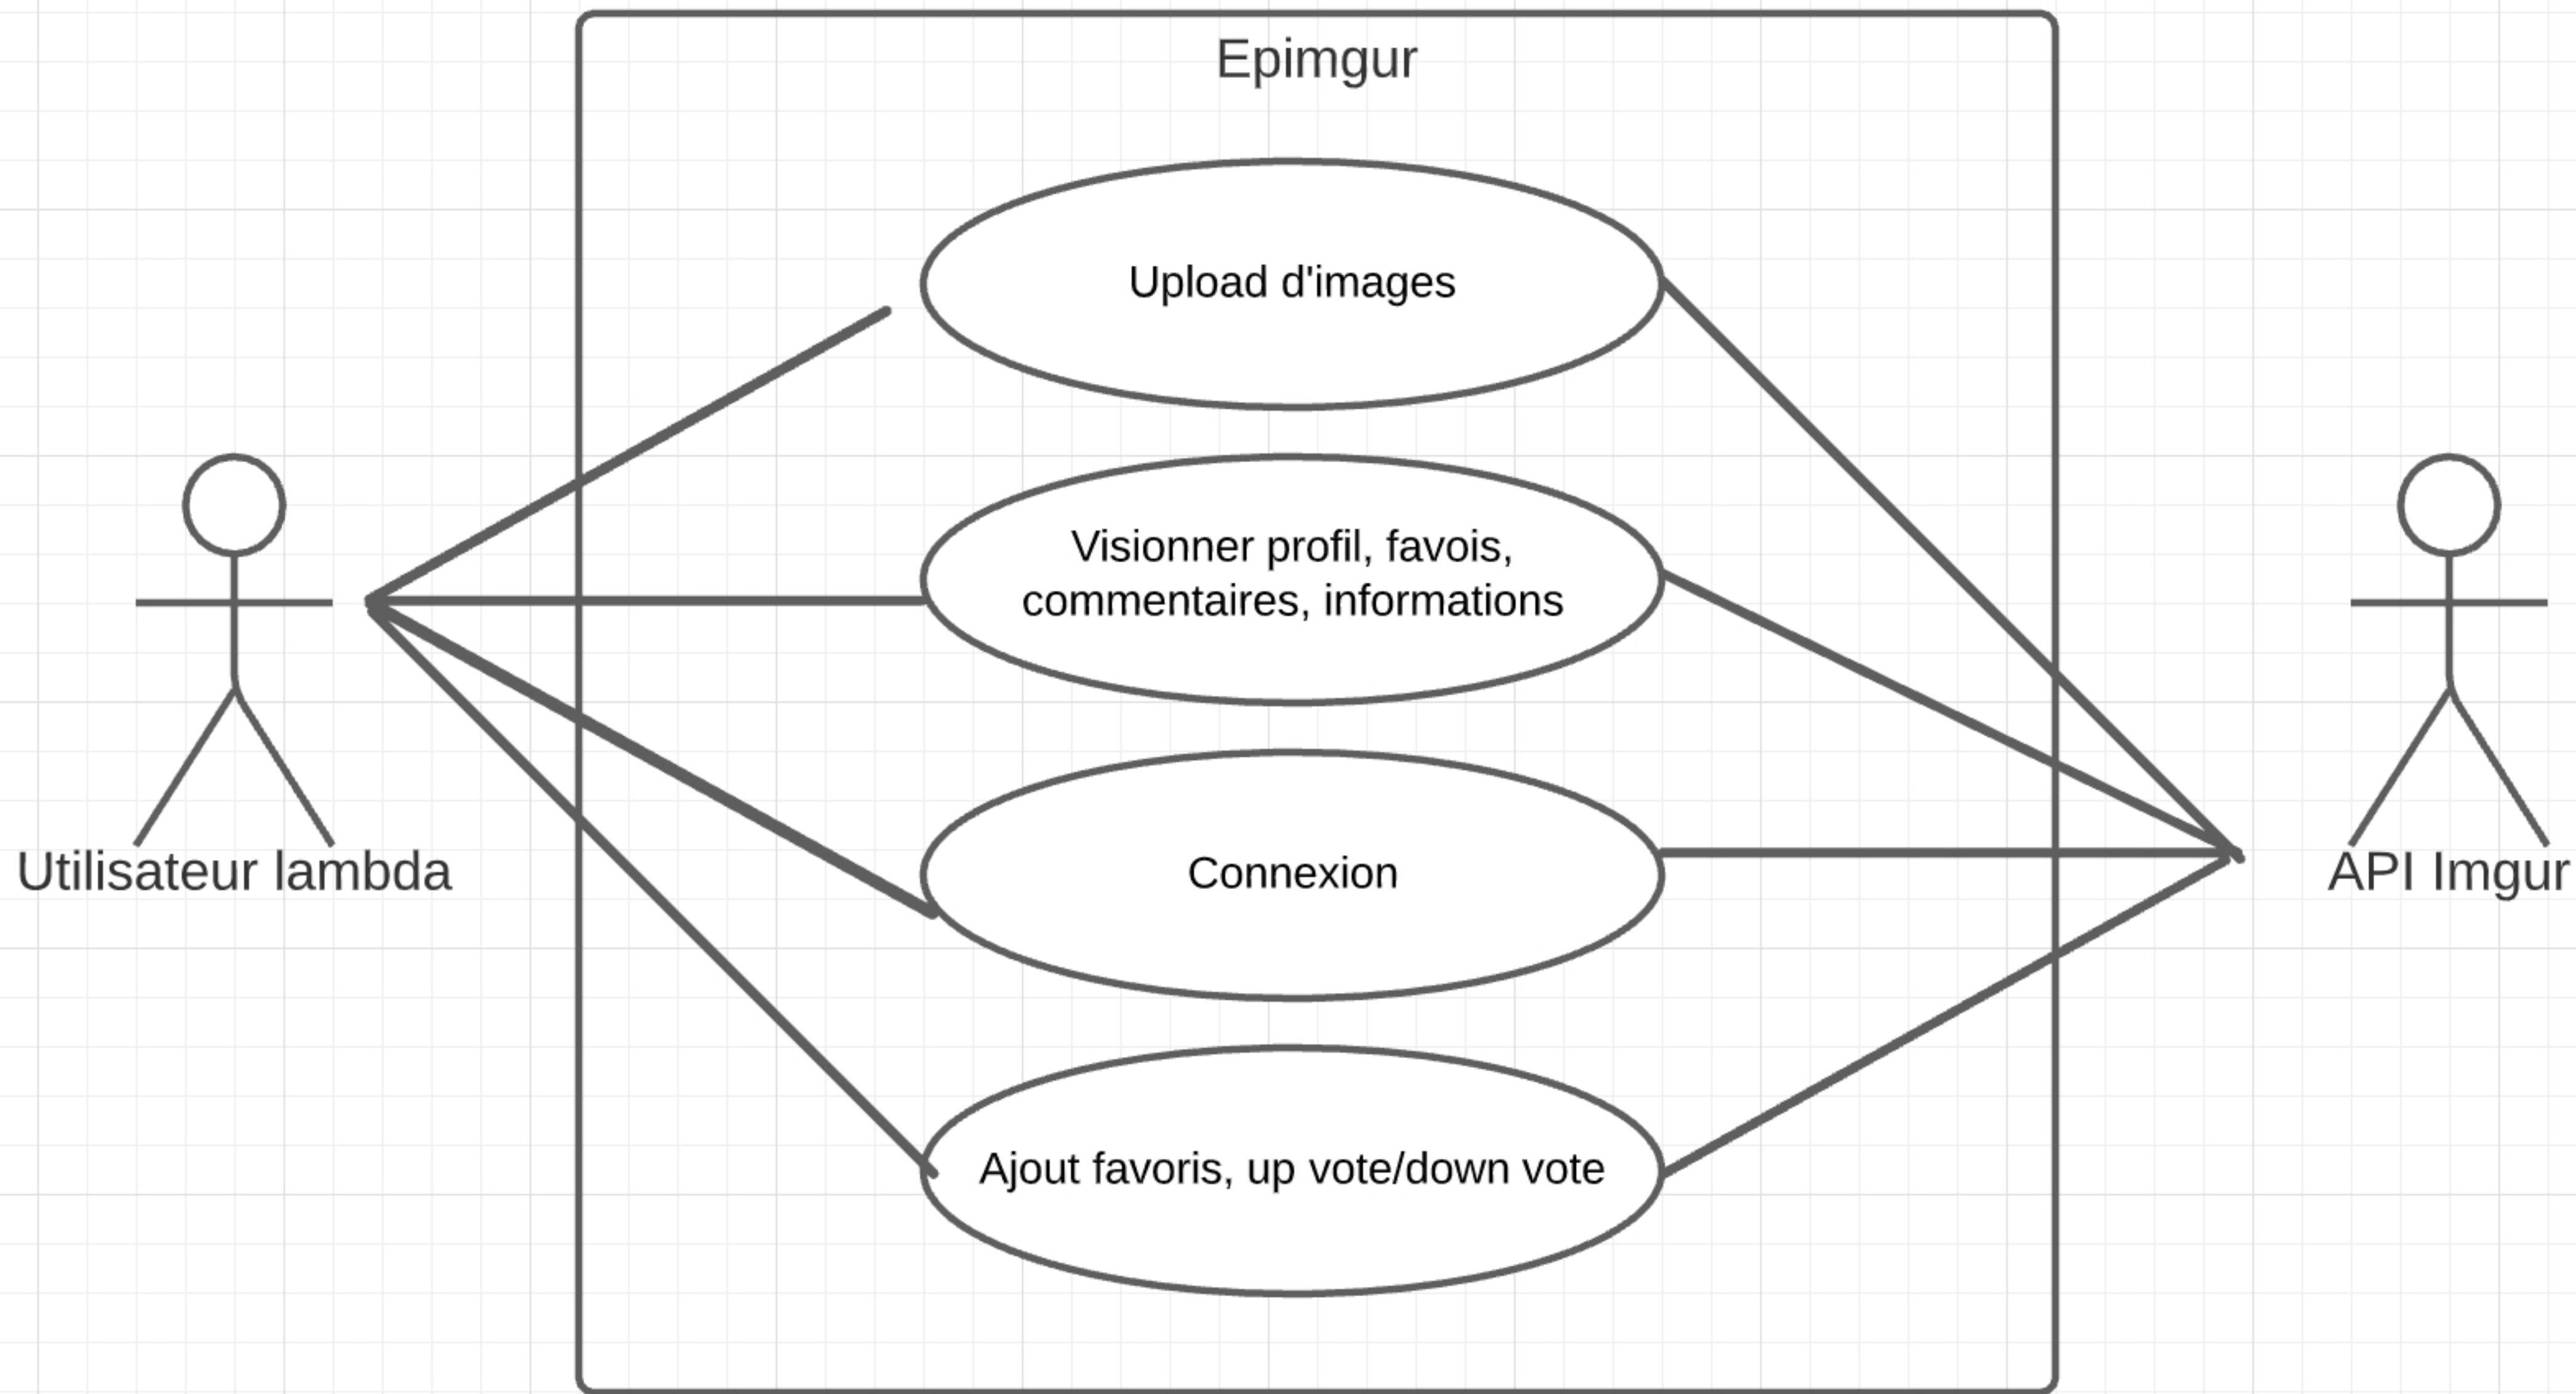 Epimgur
Upload d'images
Visionner profil, favois,
commentaires, informations
Connexion
Utilisateur lambda
API Imgur
Ajout favoris, up vote/down vote